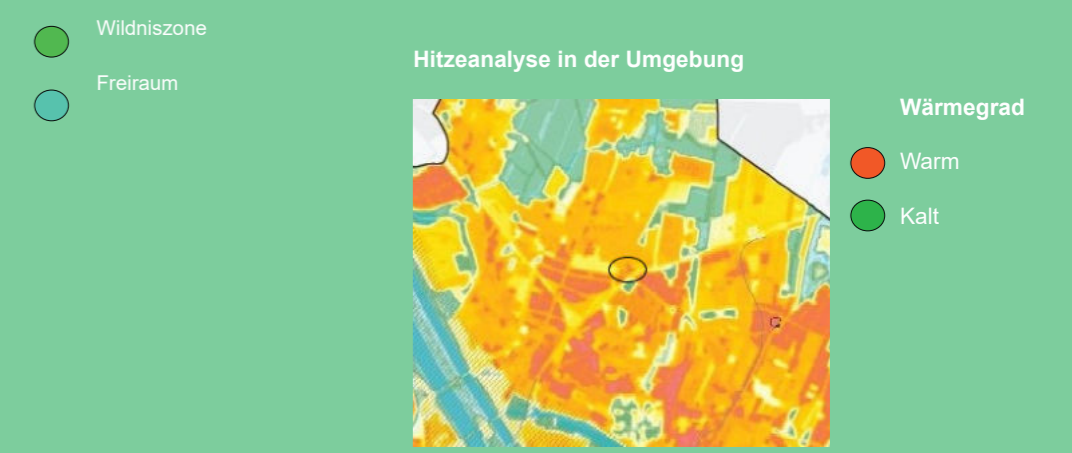 Wildniszone
Freiraum
Hitzeanalyse in der Umgebung
Wärmegrad
Warm
Kalt